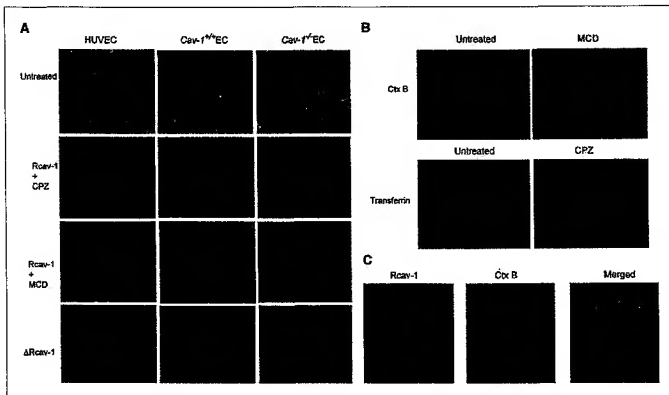 A
HUVEC Cav-1+/+EC Cav-1-/-EC
Untreated
Rcav-1
+
CPZ
Rcav-1
+
MCD
ΔRcav-1
B
Untreated MCD
Ctx B
Untreated CPZ
Transferrin
C
Rcav-1 Ctx B Merged